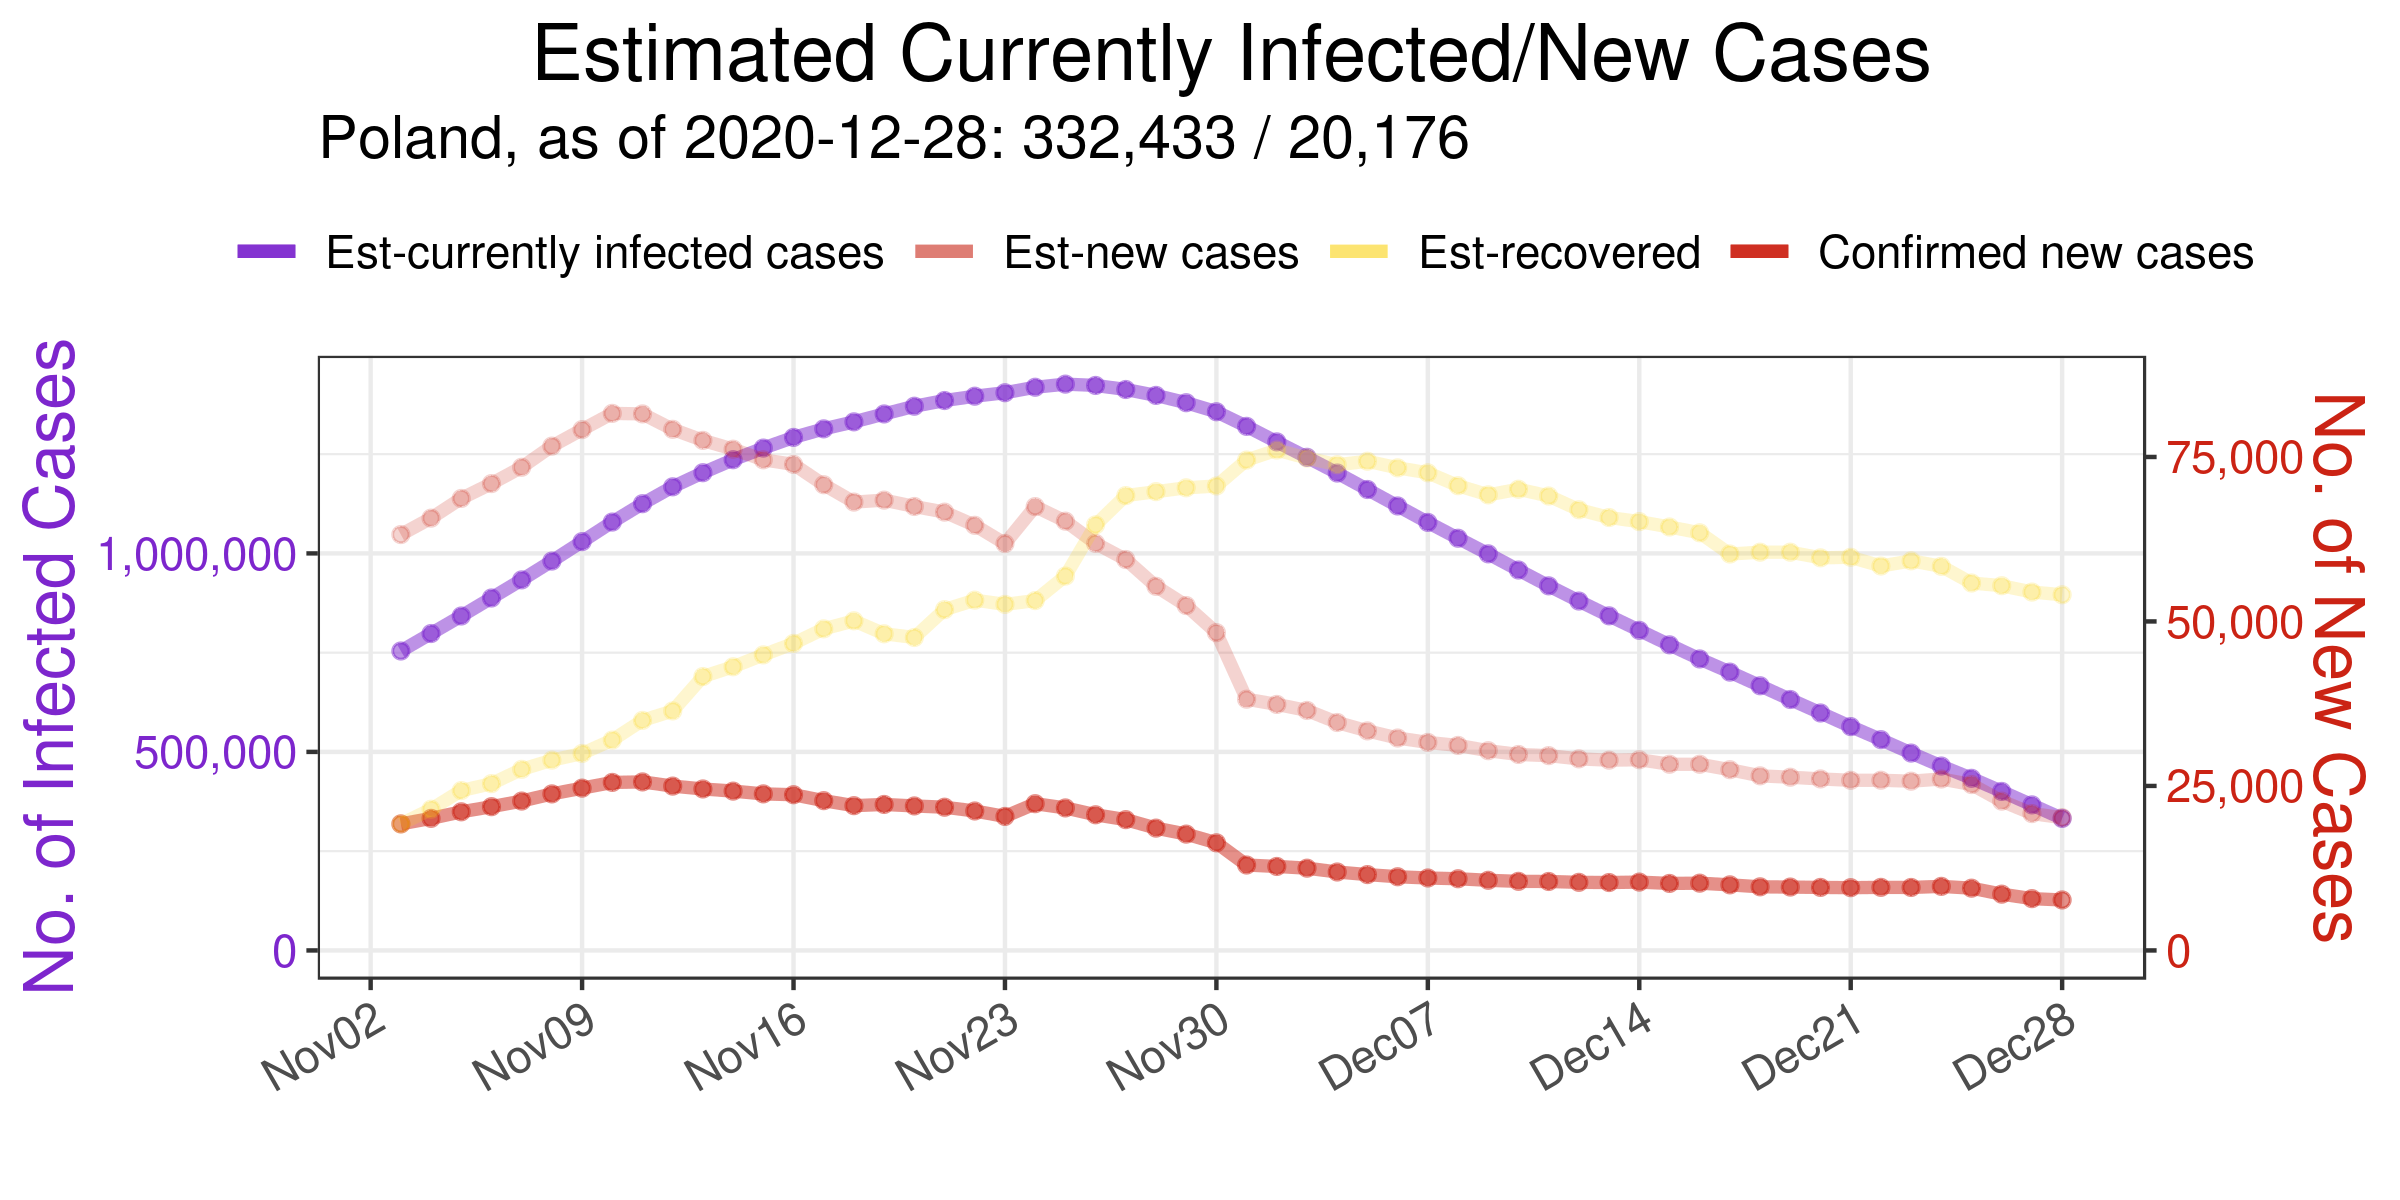 Estimated Currently Infected/New Cases
Poland, as of 2020-12-28: 332,433 / 20,176
Est-currently infected cases Est-new cases Est-recovered Confirmed new cases
No. of Infected Cases
1,000,000
500,000
0
75,000
50,000
25,000
0
No. of New Cases
Nov02 Nov09 Nov16 Nov23 Nov30 Dec07 Dec14 Dec21 Dec28